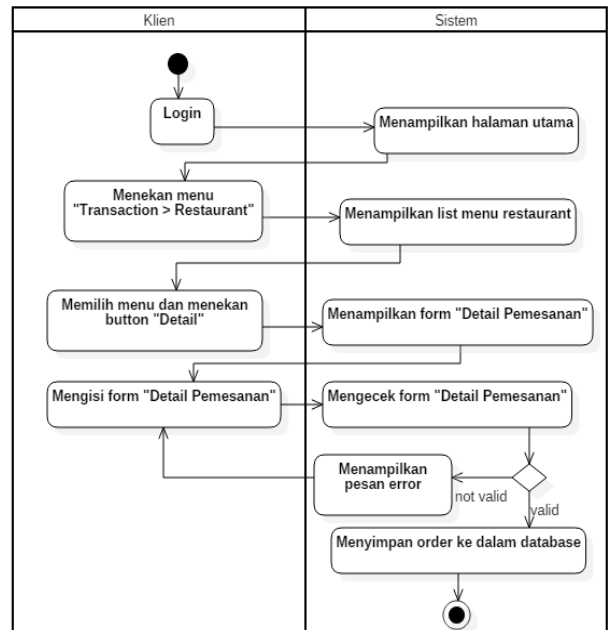 Klien
Sistem
Login
Menampilkan halaman utama
Menekan menu
"Transaction > Restaurant"
Menampilkan list menu restaurant
Memilih menu dan menekan
button "Detail"
Menampilkan form "Detail Pemesanan"
Mengisi form "Detail Pemesanan"
Mengecek form "Detail Pemesanan"
Menampilkan
pesan error
not valid
valid
Menyimpan order ke dalam database